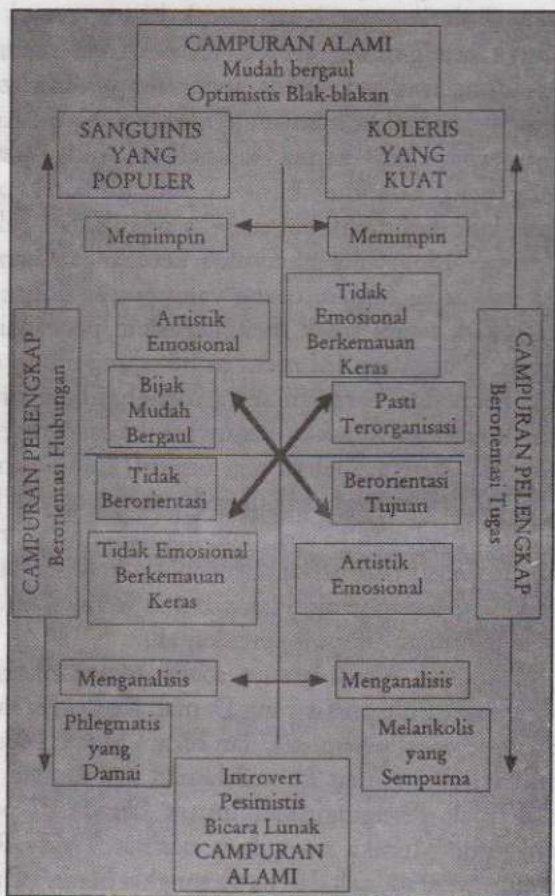 CAMPURAN ALAMI
Mudah bergaul
Optimistis Blak-blakan
SANGUINIS
YANG
POPULER
KOLERIS
YANG
KUAT
Memimpin
Memimpin
Artistik
Emosional
Tidak
Emosional
Berkemauan
Keras
Bijak
Mudah
Bergaul
Pasti
Terorganisasi
CAMPURAN PELENGKAP
Berorientasi Hubungan
CAMPURAN PELENGKAP
Berorientasi Tugas
Tidak
Berorientasi
Berorientasi
Tujuan
Tidak Emosional
Berkemauan
Keras
Artistik
Emosional
Menganalisis
Menganalisis
Phlegmatis
yang
Damai
Melankolis
yang
Sempurna
Introvert
Pesimistis
Bicara Lunak
CAMPURAN
ALAMI